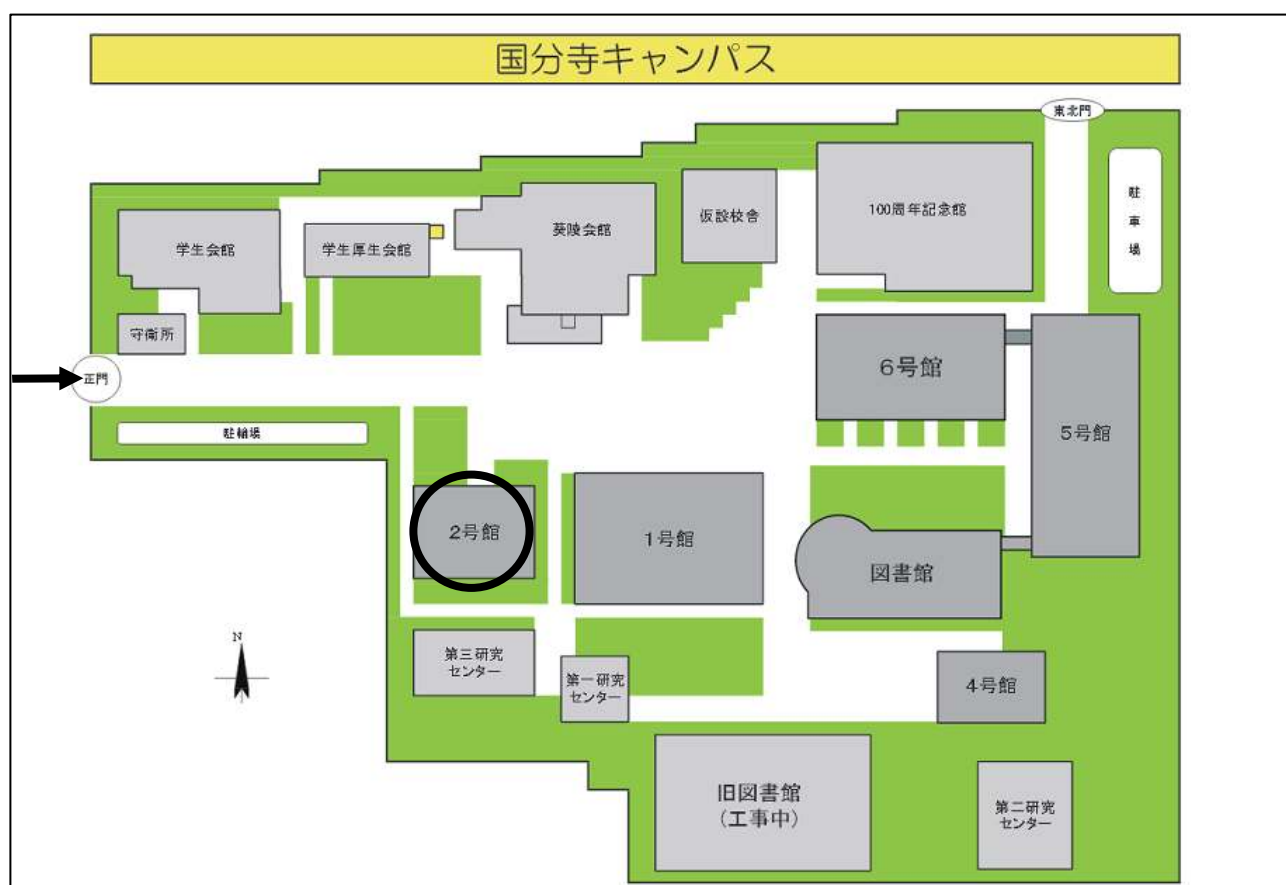 国分寺キャンパス
東北門
駐車場
100周年記念館
仮設校舎
葵陵会館
学生厚生会館
学生会館
守衛所
正門
駐輪場
6号館
5号館
2号館
1号館
図書館
N
第三研究
センター
第一研究
センター
4号館
旧図書館
(工事中)
第二研究
センター